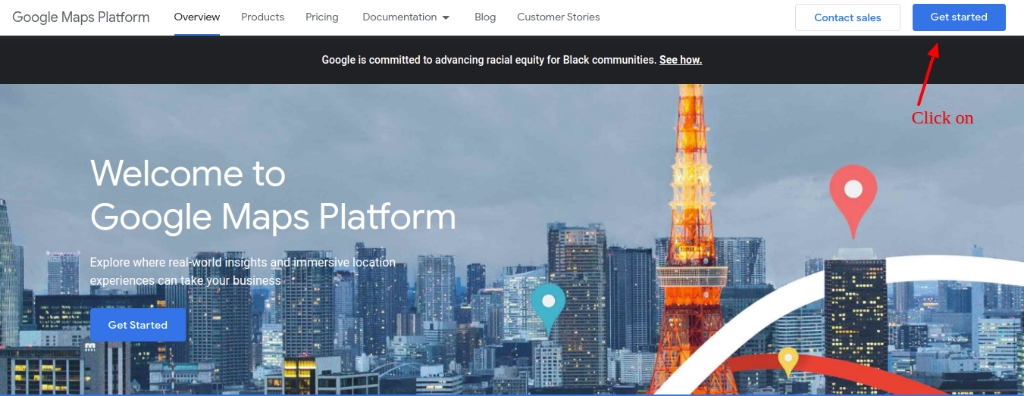 Google Maps Platform Overview Products Pricing Documentation Blog Customer Stories Contact sales Get started
Google is committed to advancing racial equity for Black communities. See how.
Click on
Welcome to
Google Maps Platform
Explore where real-world insights and immersive location
experiences can take your business
Get Started